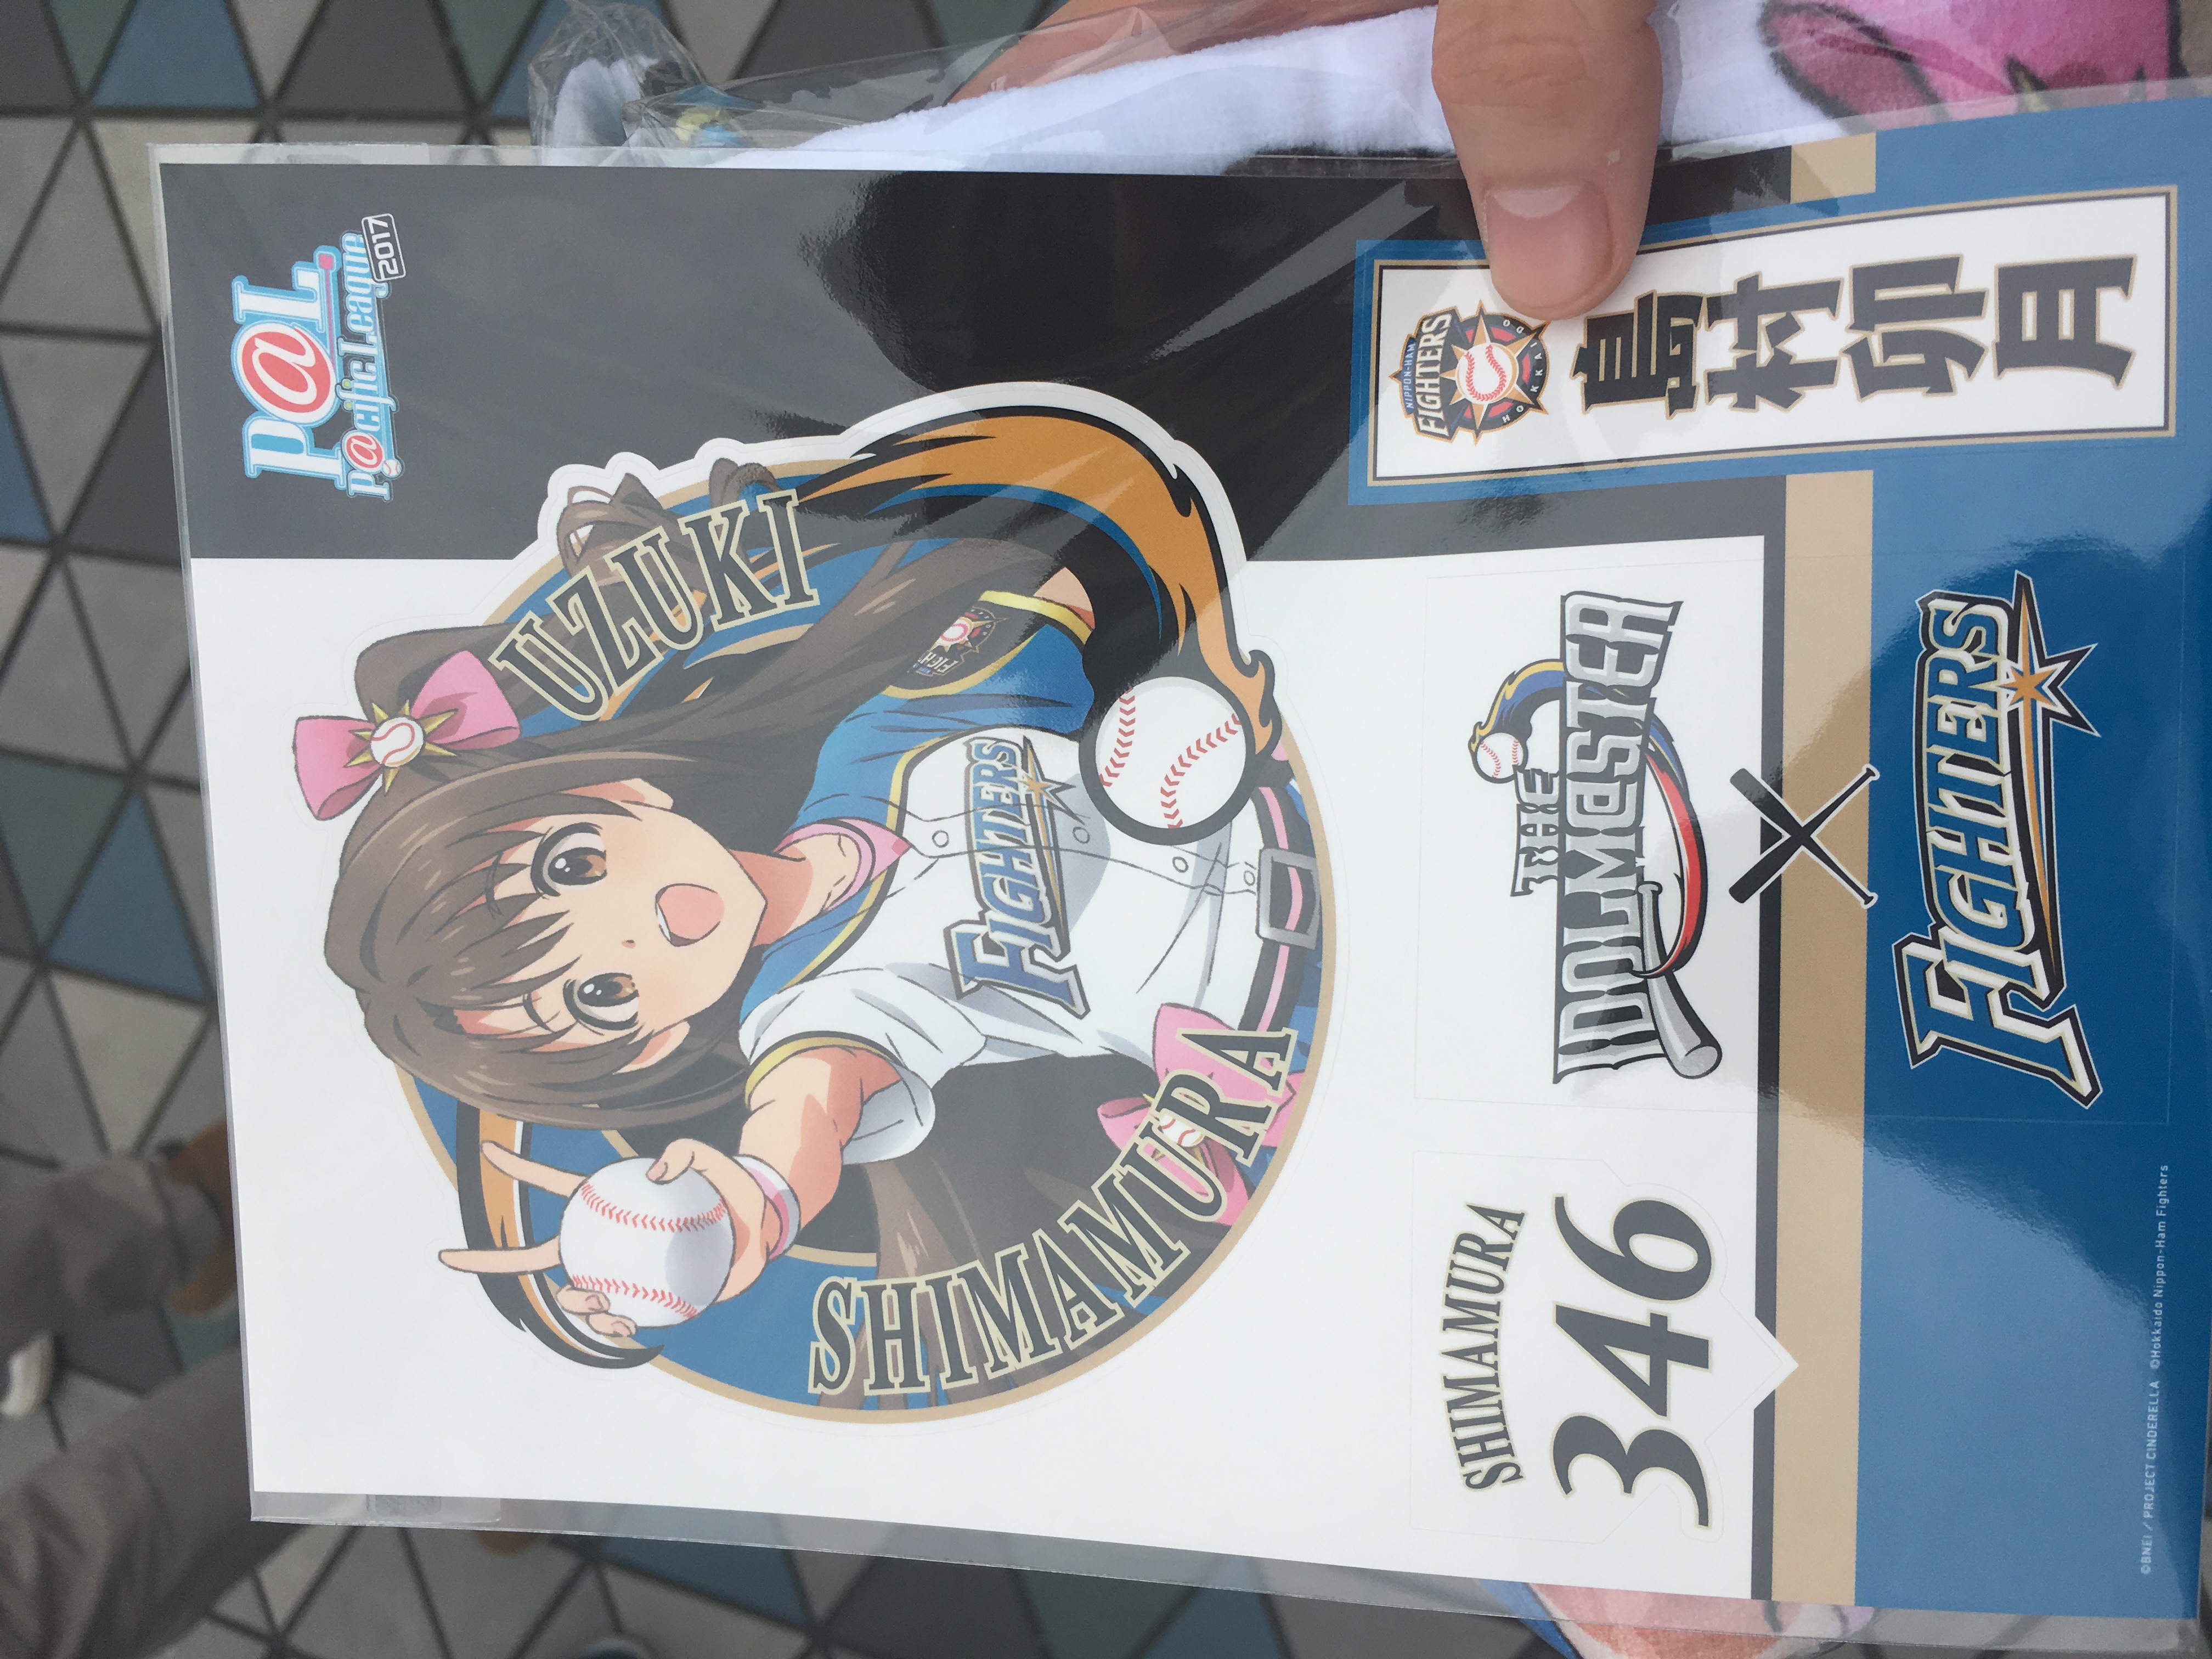 P@L
P@cific League
2017
UZUKI
SHIMAMURA
FIGHTERS
NIPPON-HAM
FIGHTERS
HOKKAIDO
島村卯月
THE
IDOLM@STER
SHIMAMURA
346
FIGHTERS
©BNEI / PROJECT CINDERELLA ©Hokkaido Nippon-Ham Fighters